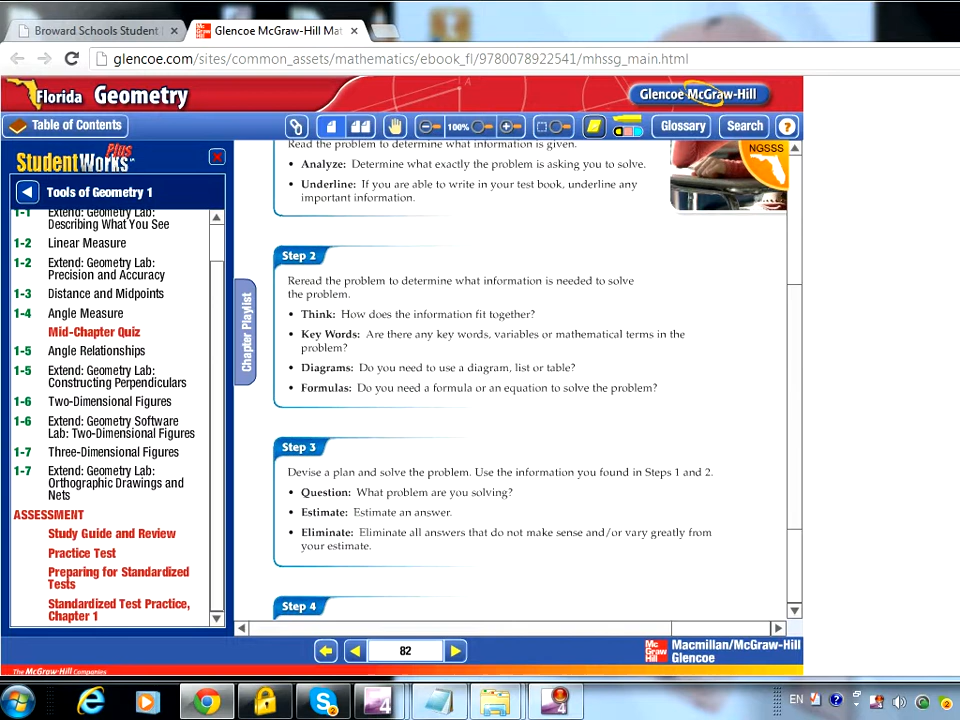 Broward Schools Student
Glencoe McGraw-Hill Mat
glencoe.com/sites/common_assets/mathematics/ebook_fl/9780078922541/mhssg_main.html
Florida Geometry
Glencoe McGraw-Hill
Table of Contents
100%
Glossary
Search
?
StudentWorks Plus
Tools of Geometry 1
1-1 Extend: Geometry Lab:
Describing What You See
1-2 Linear Measure
1-2 Extend: Geometry Lab:
Precision and Accuracy
1-3 Distance and Midpoints
1-4 Angle Measure
Mid-Chapter Quiz
1-5 Angle Relationships
1-5 Extend: Geometry Lab:
Constructing Perpendiculars
1-6 Two-Dimensional Figures
1-6 Extend: Geometry Software
Lab: Two-Dimensional Figures
1-7 Three-Dimensional Figures
1-7 Extend: Geometry Lab:
Orthographic Drawings and
Nets
ASSESSMENT
Study Guide and Review
Practice Test
Preparing for Standardized
Tests
Standardized Test Practice,
Chapter 1
Chapter Playlist
Read the problem to determine what information is given.
• Analyze: Determine what exactly the problem is asking you to solve.
• Underline: If you are able to write in your test book, underline any
important information.
NGSSS
Step 2
Reread the problem to determine what information is needed to solve
the problem.
• Think: How does the information fit together?
• Key Words: Are there any key words, variables or mathematical terms in the
problem?
• Diagrams: Do you need to use a diagram, list or table?
• Formulas: Do you need a formula or an equation to solve the problem?
Step 3
Devise a plan and solve the problem. Use the information you found in Steps 1 and 2.
• Question: What problem are you solving?
• Estimate: Estimate an answer.
• Eliminate: Eliminate all answers that do not make sense and/or vary greatly from
your estimate.
Step 4
82
Mc
Graw
Hill
Macmillan/McGraw-Hill
Glencoe
The McGraw-Hill Companies
EN